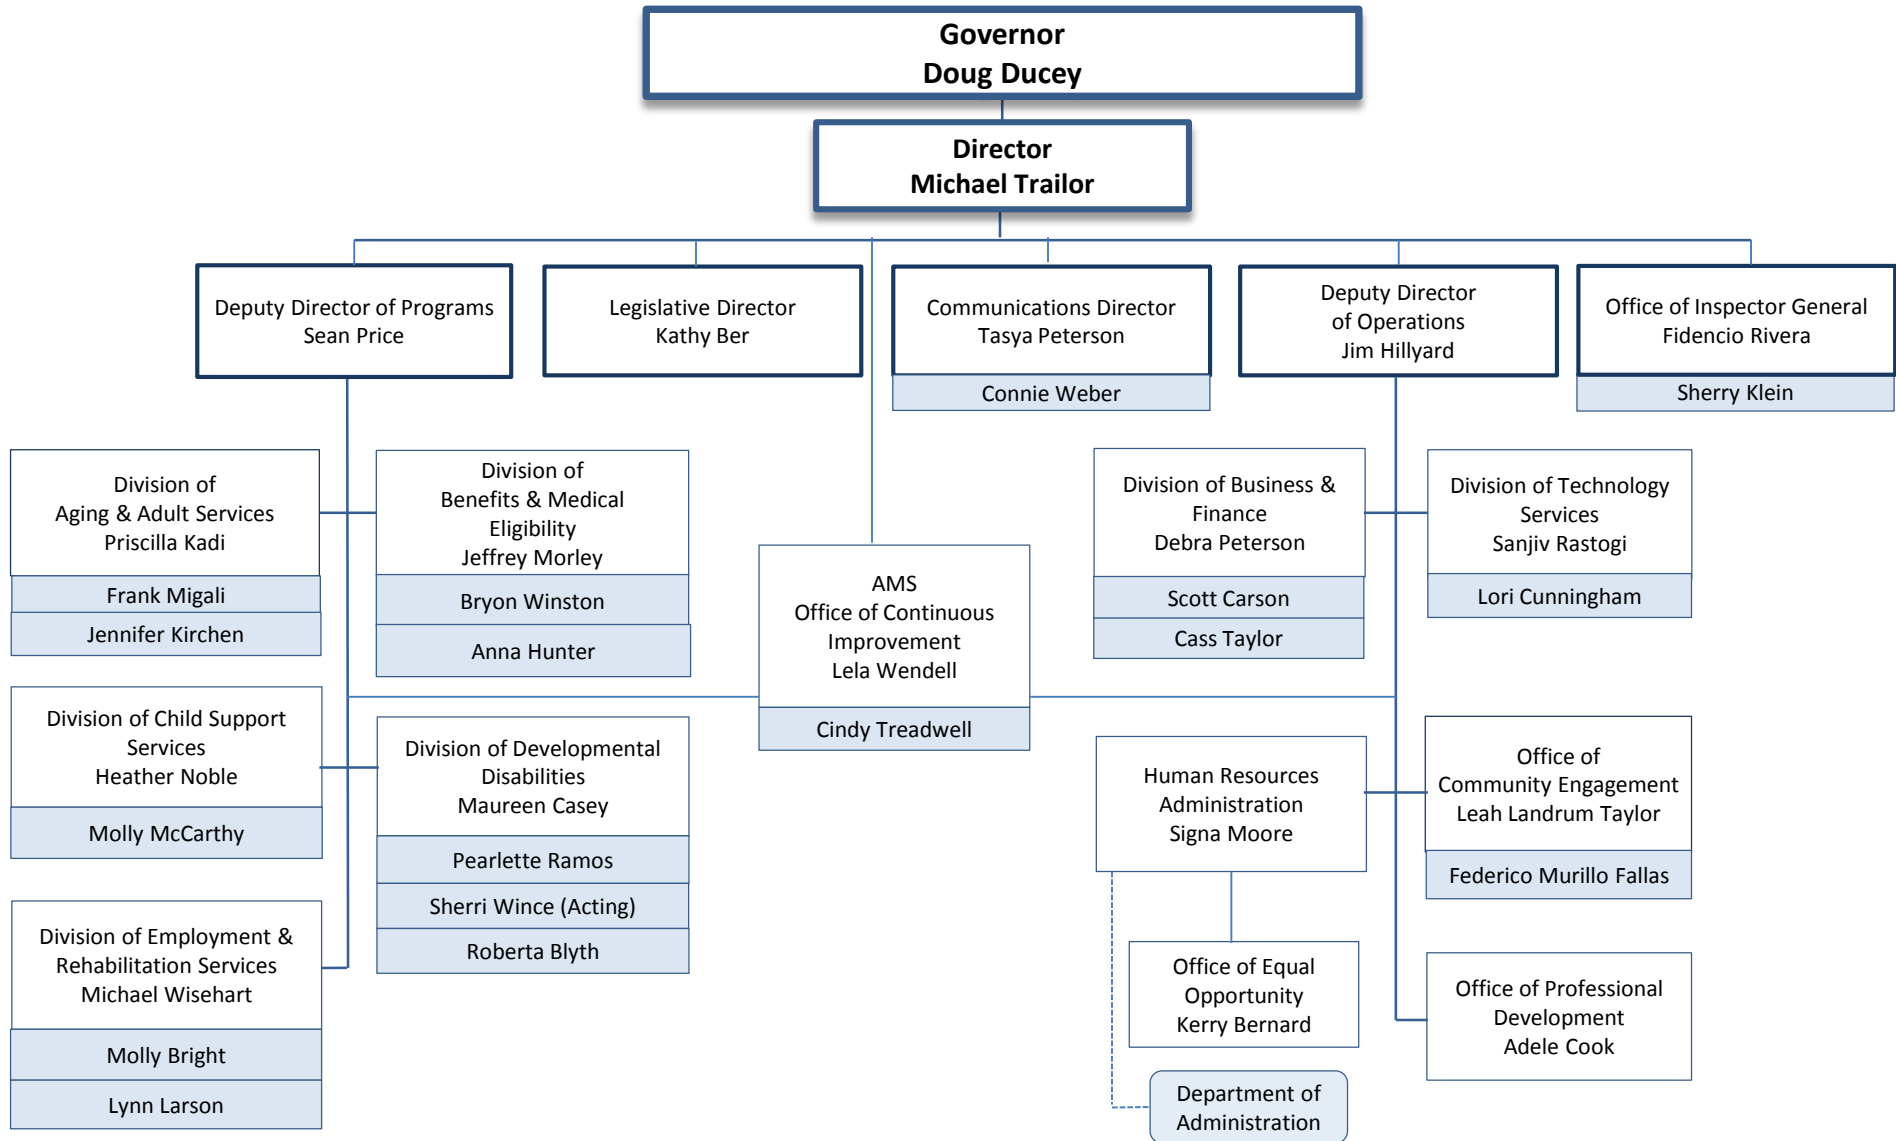 Governor
Doug Ducey
Director
Michael Trailor
Deputy Director of Programs
Sean Price
Legislative Director
Kathy Ber
Communications Director
Tasya Peterson
Connie Weber
Deputy Director
of Operations
Jim Hillyard
Office of Inspector General
Fidencio Rivera
Sherry Klein
Division of
Aging & Adult Services
Priscilla Kadi
Frank Migali
Jennifer Kirchen
Division of
Benefits & Medical
Eligibility
Jeffrey Morley
Bryon Winston
Anna Hunter
AMS
Office of Continuous
Improvement
Lela Wendell
Cindy Treadwell
Division of Business &
Finance
Debra Peterson
Scott Carson
Cass Taylor
Division of Technology
Services
Sanjiv Rastogi
Lori Cunningham
Division of Child Support
Services
Heather Noble
Molly McCarthy
Division of Developmental
Disabilities
Maureen Casey
Pearlette Ramos
Sherri Wince (Acting)
Roberta Blyth
Human Resources
Administration
Signa Moore
Office of
Community Engagement
Leah Landrum Taylor
Federico Murillo Fallas
Division of Employment &
Rehabilitation Services
Michael Wisehart
Molly Bright
Lynn Larson
Office of Equal
Opportunity
Kerry Bernard
Office of Professional
Development
Adele Cook
Department of
Administration